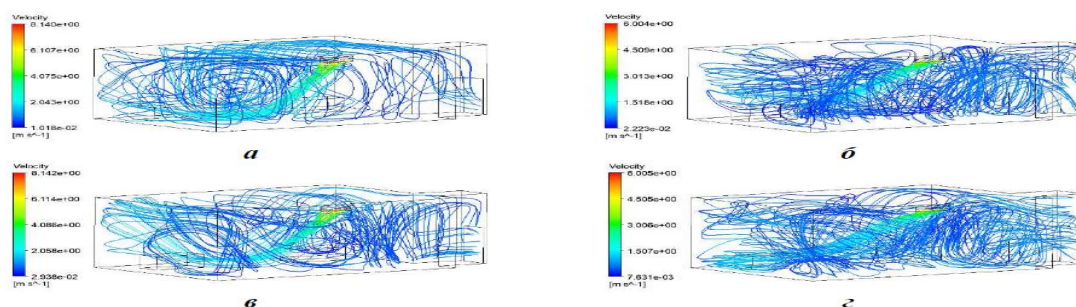 Velocity
8.140e+00
6.107e+00
4.075e+00
2.043e+00
1.018e-02
[m s^-1]
а
Velocity
6.004e+00
4.509e+00
3.013e+00
1.518e+00
2.223e-02
[m s^-1]
б
Velocity
8.142e+00
6.114e+00
4.086e+00
2.058e+00
2.938e-02
[m s^-1]
в
Velocity
6.005e+00
4.505e+00
3.006e+00
1.507e+00
7.631e-03
[m s^-1]
г